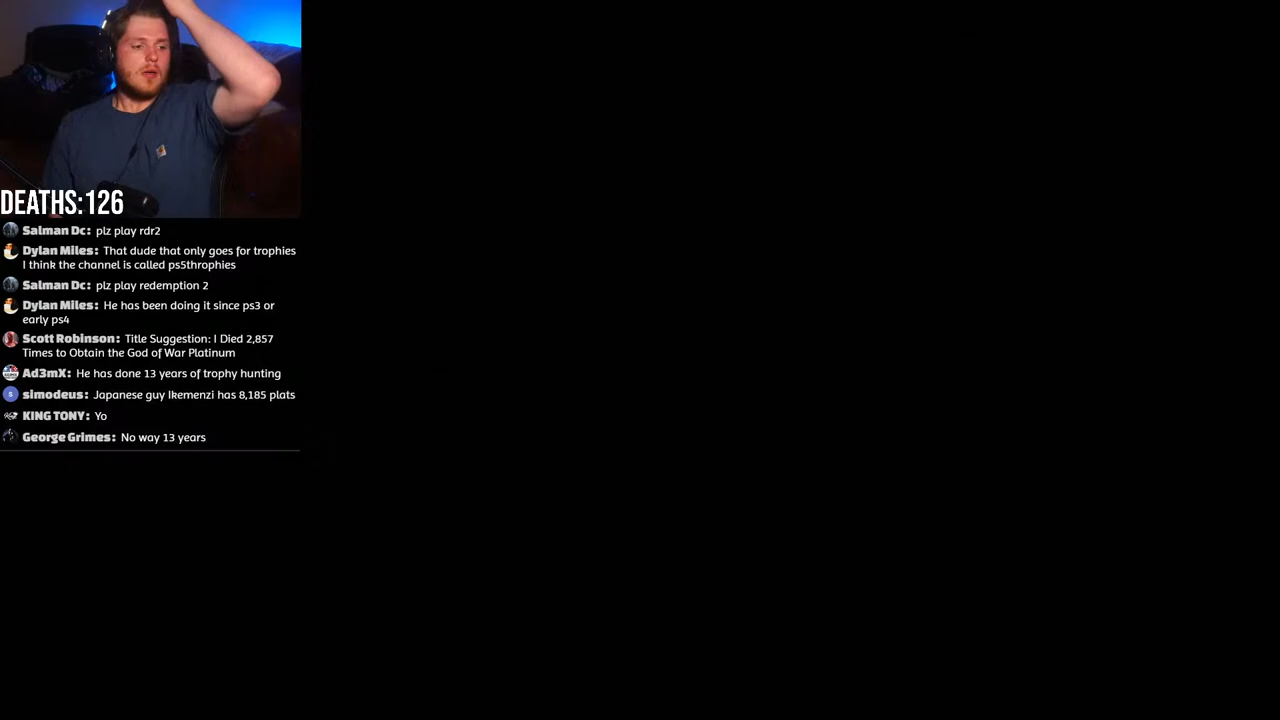 DEATHS:126
Salman Dc: plz play rdr2
Dylan Miles: That dude that only goes for trophies
I think the channel is called ps5throphies
Salman Dc: plz play redemption 2
Dylan Miles: He has been doing it since ps3 or
early ps4
Scott Robinson: Title Suggestion: I Died 2,857
Times to Obtain the God of War Platinum
Ad3mX: He has done 13 years of trophy hunting
S simodeus: Japanese guy Ikemenzi has 8,185 plats
KING TONY: Yo
George Grimes: No way 13 years